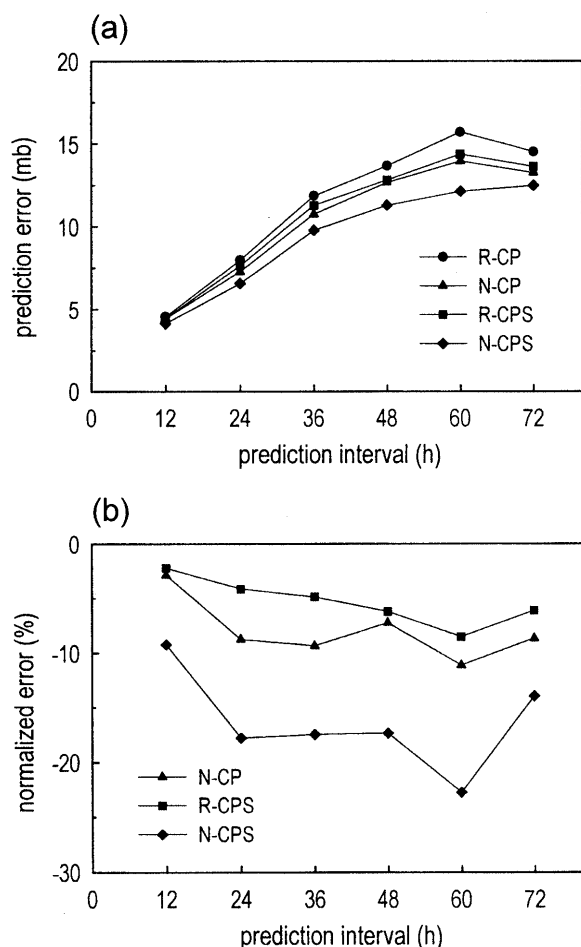 (a)
20
15
10
5
0
prediction error (mb)
R-CP
N-CP
R-CPS
N-CPS
0 12 24 36 48 60 72
prediction interval (h)
(b)
0
-10
-20
-30
normalized error (%)
N-CP
R-CPS
N-CPS
0 12 24 36 48 60 72
prediction interval (h)